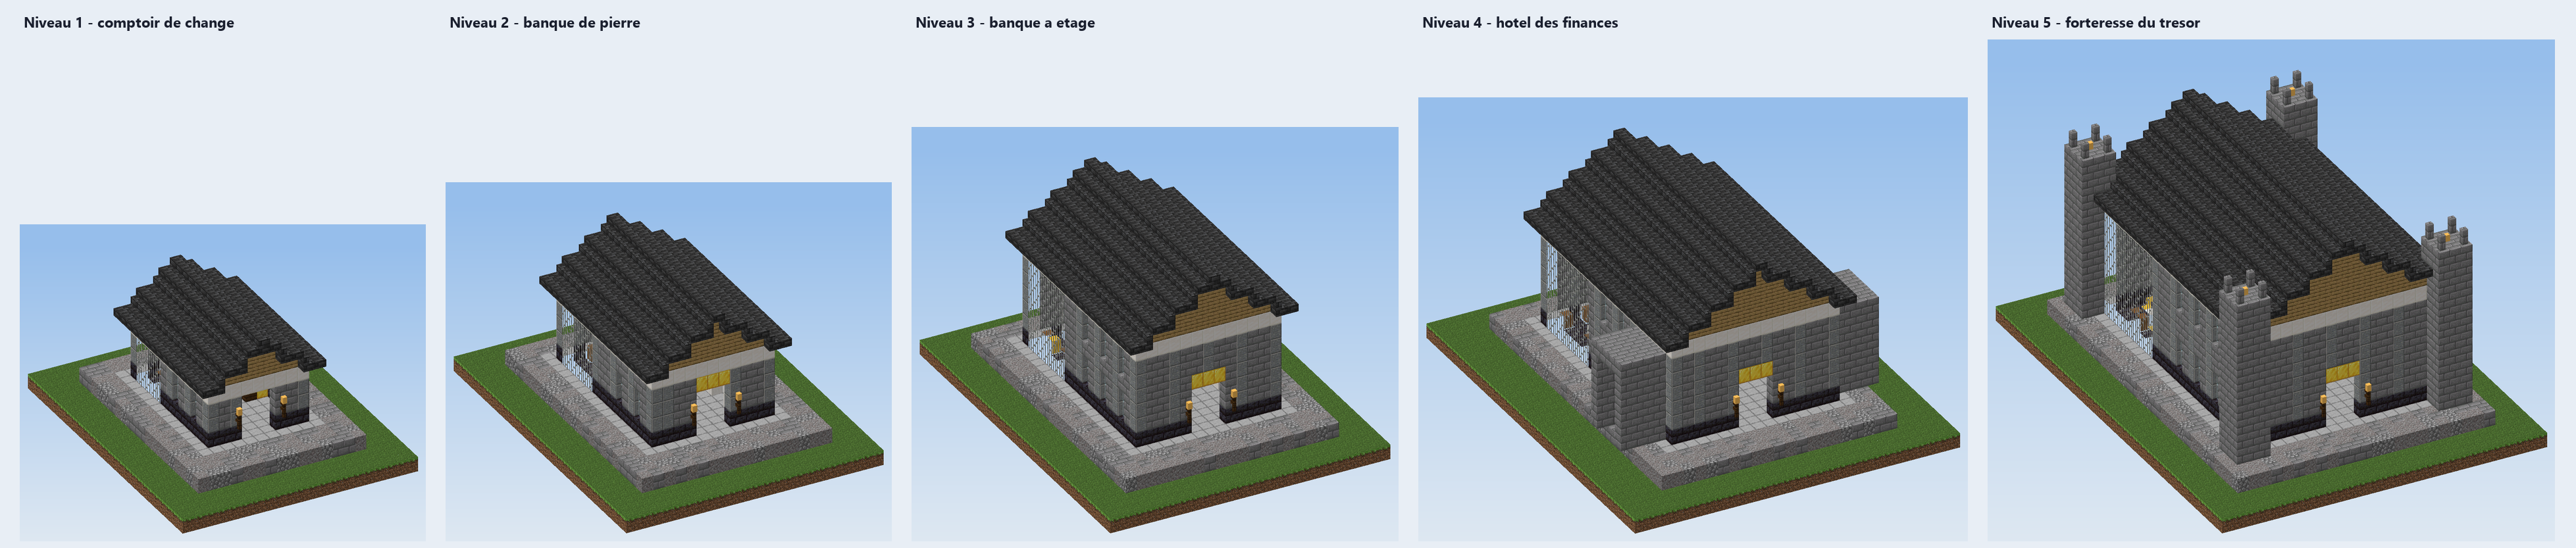 Niveau 1 - comptoir de change
Niveau 2 - banque de pierre
Niveau 3 - banque a etage
Niveau 4 - hotel des finances
Niveau 5 - forteresse du tresor